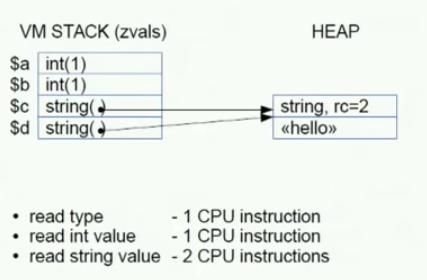 VM STACK (zvals) HEAP
$a int(1)
$b int(1)
$c string( ) string, rc=2
$d string( ) «hello»
• read type - 1 CPU instruction
• read int value - 1 CPU instruction
• read string value - 2 CPU instructions